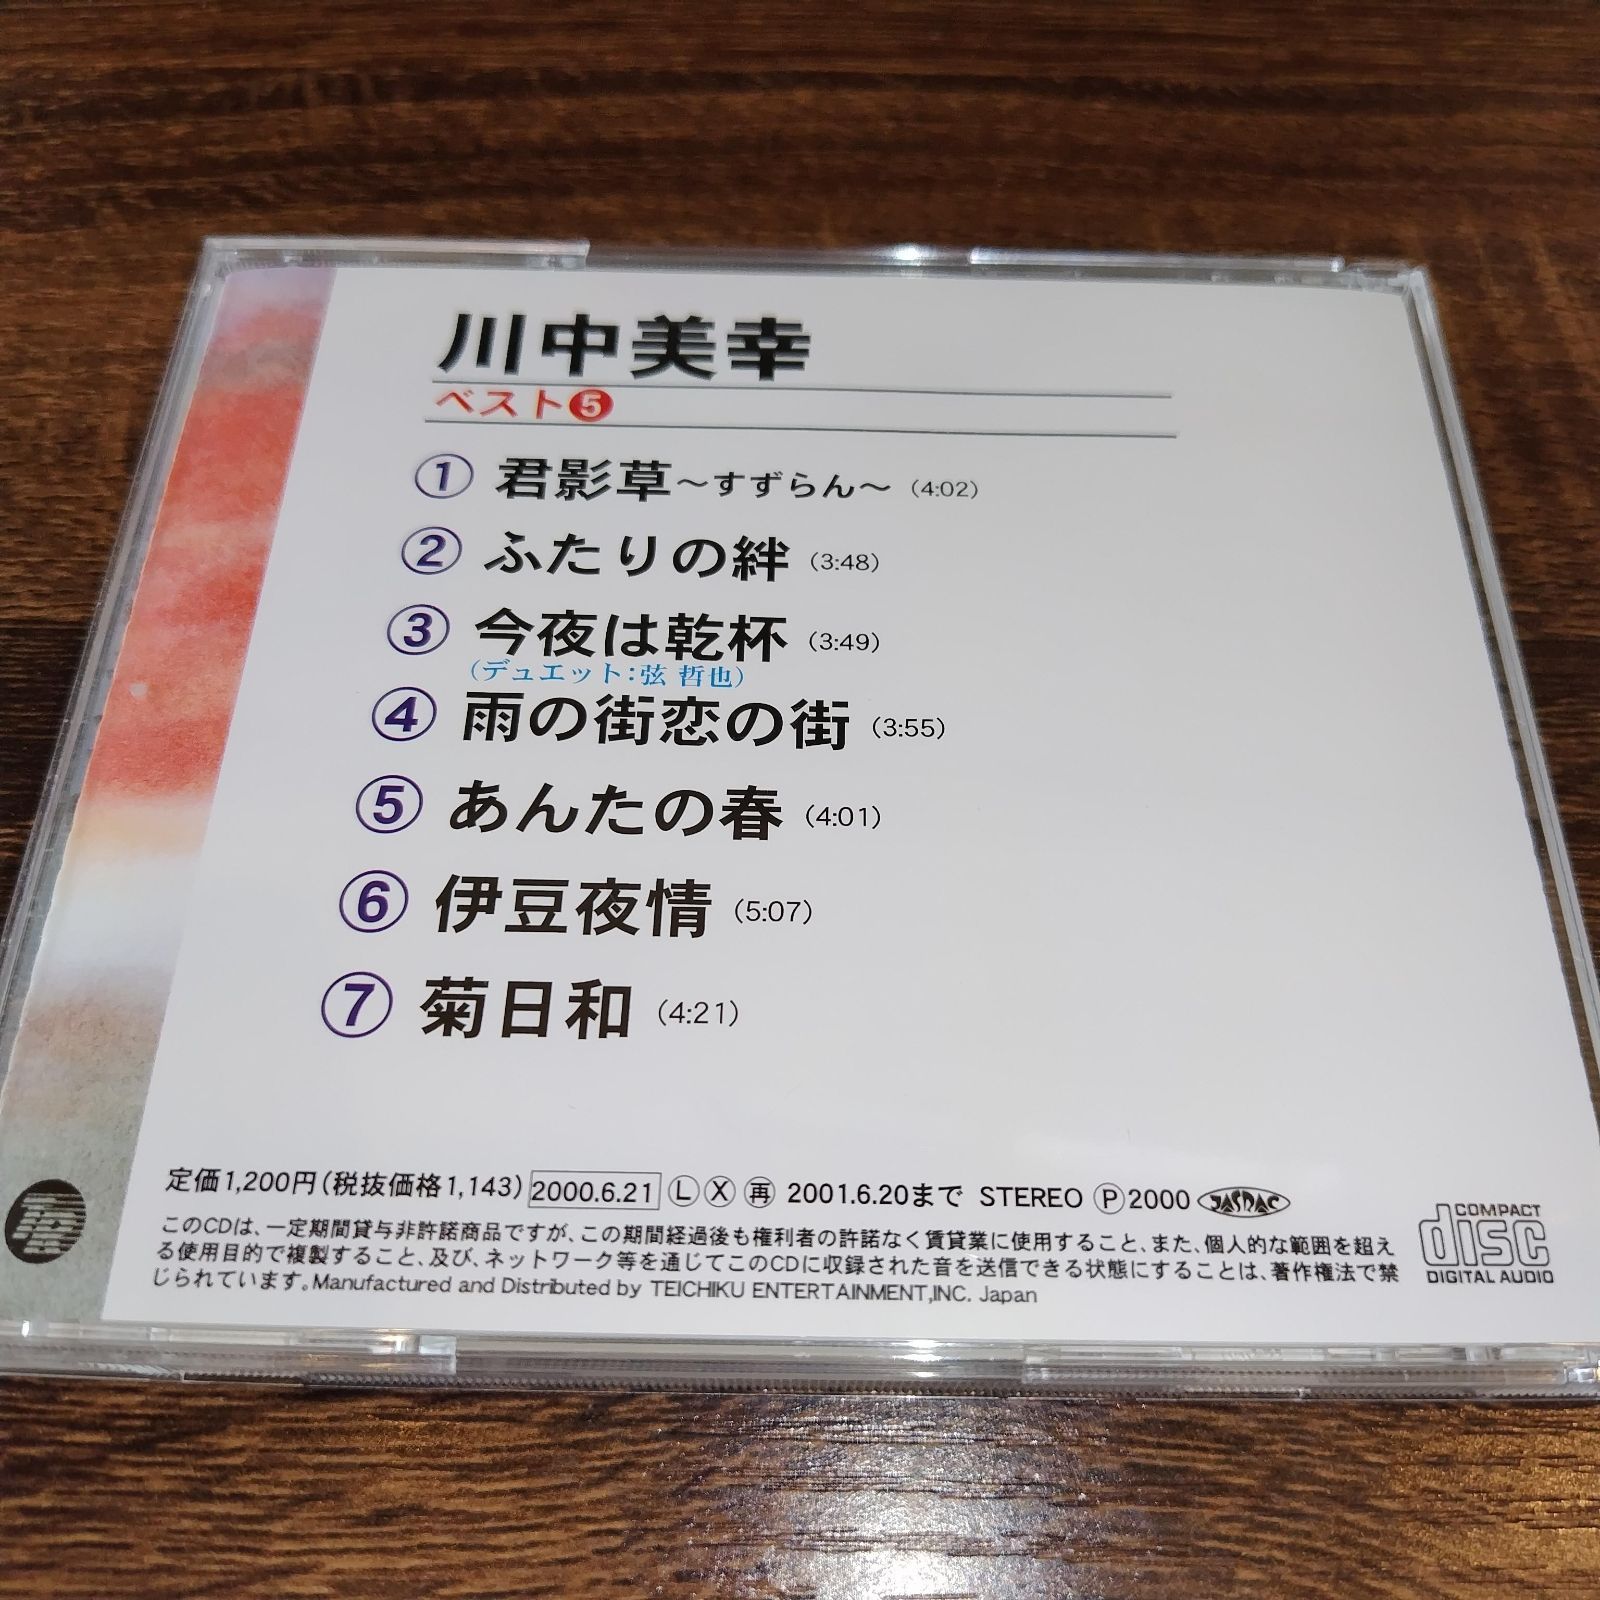 川中美幸
ベスト❺
① 君影草～すずらん～ (4:02)
② ふたりの絆 (3:48)
③ 今夜は乾杯 (3:49)
(デュエット:弦 哲也)
④ 雨の街恋の街 (3:55)
⑤ あんたの春 (4:01)
⑥ 伊豆夜情 (5:07)
⑦ 菊日和 (4:21)
定価1,200円(税抜価格1,143) 2000.6.21 Ⓛ Ⓧ ㊢ 2001.6.20まで STEREO Ⓟ2000 JASRAC
このCDは、一定期間貸与非許諾商品ですが、この期間経過後も権利者の許諾なく賃貸業に使用すること、また、個人的な範囲を超え
る使用目的で複製すること、及び、ネットワーク等を通じてこのCDに収録された音を送信できる状態にすることは、著作権法で禁
じられています。Manufactured and Distributed by TEICHIKU ENTERTAINMENT,INC. Japan
COMPACT
disc
DIGITAL AUDIO